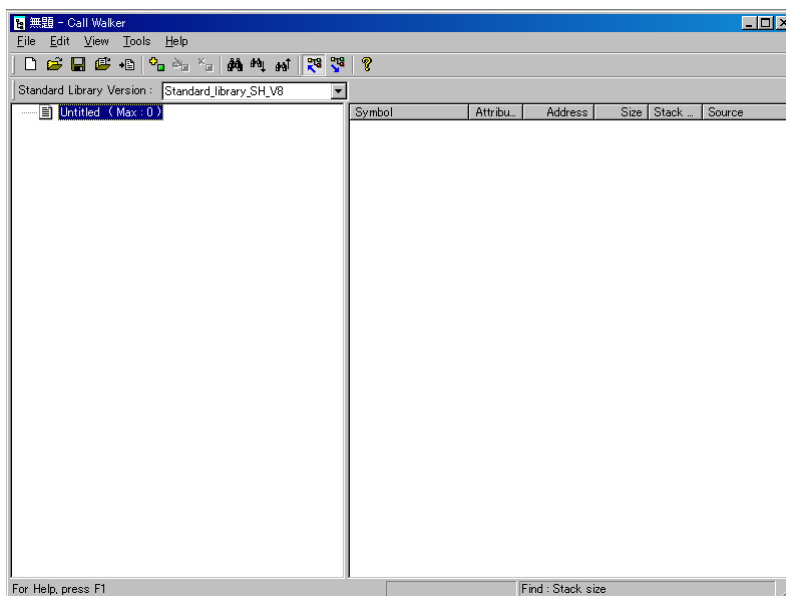 無題 - Call Walker
File Edit View Tools Help
Standard Library Version : Standard_library_SH_V8
Untitled ( Max : 0 )
Symbol Attribu... Address Size Stack ... Source
For Help, press F1 Find : Stack size